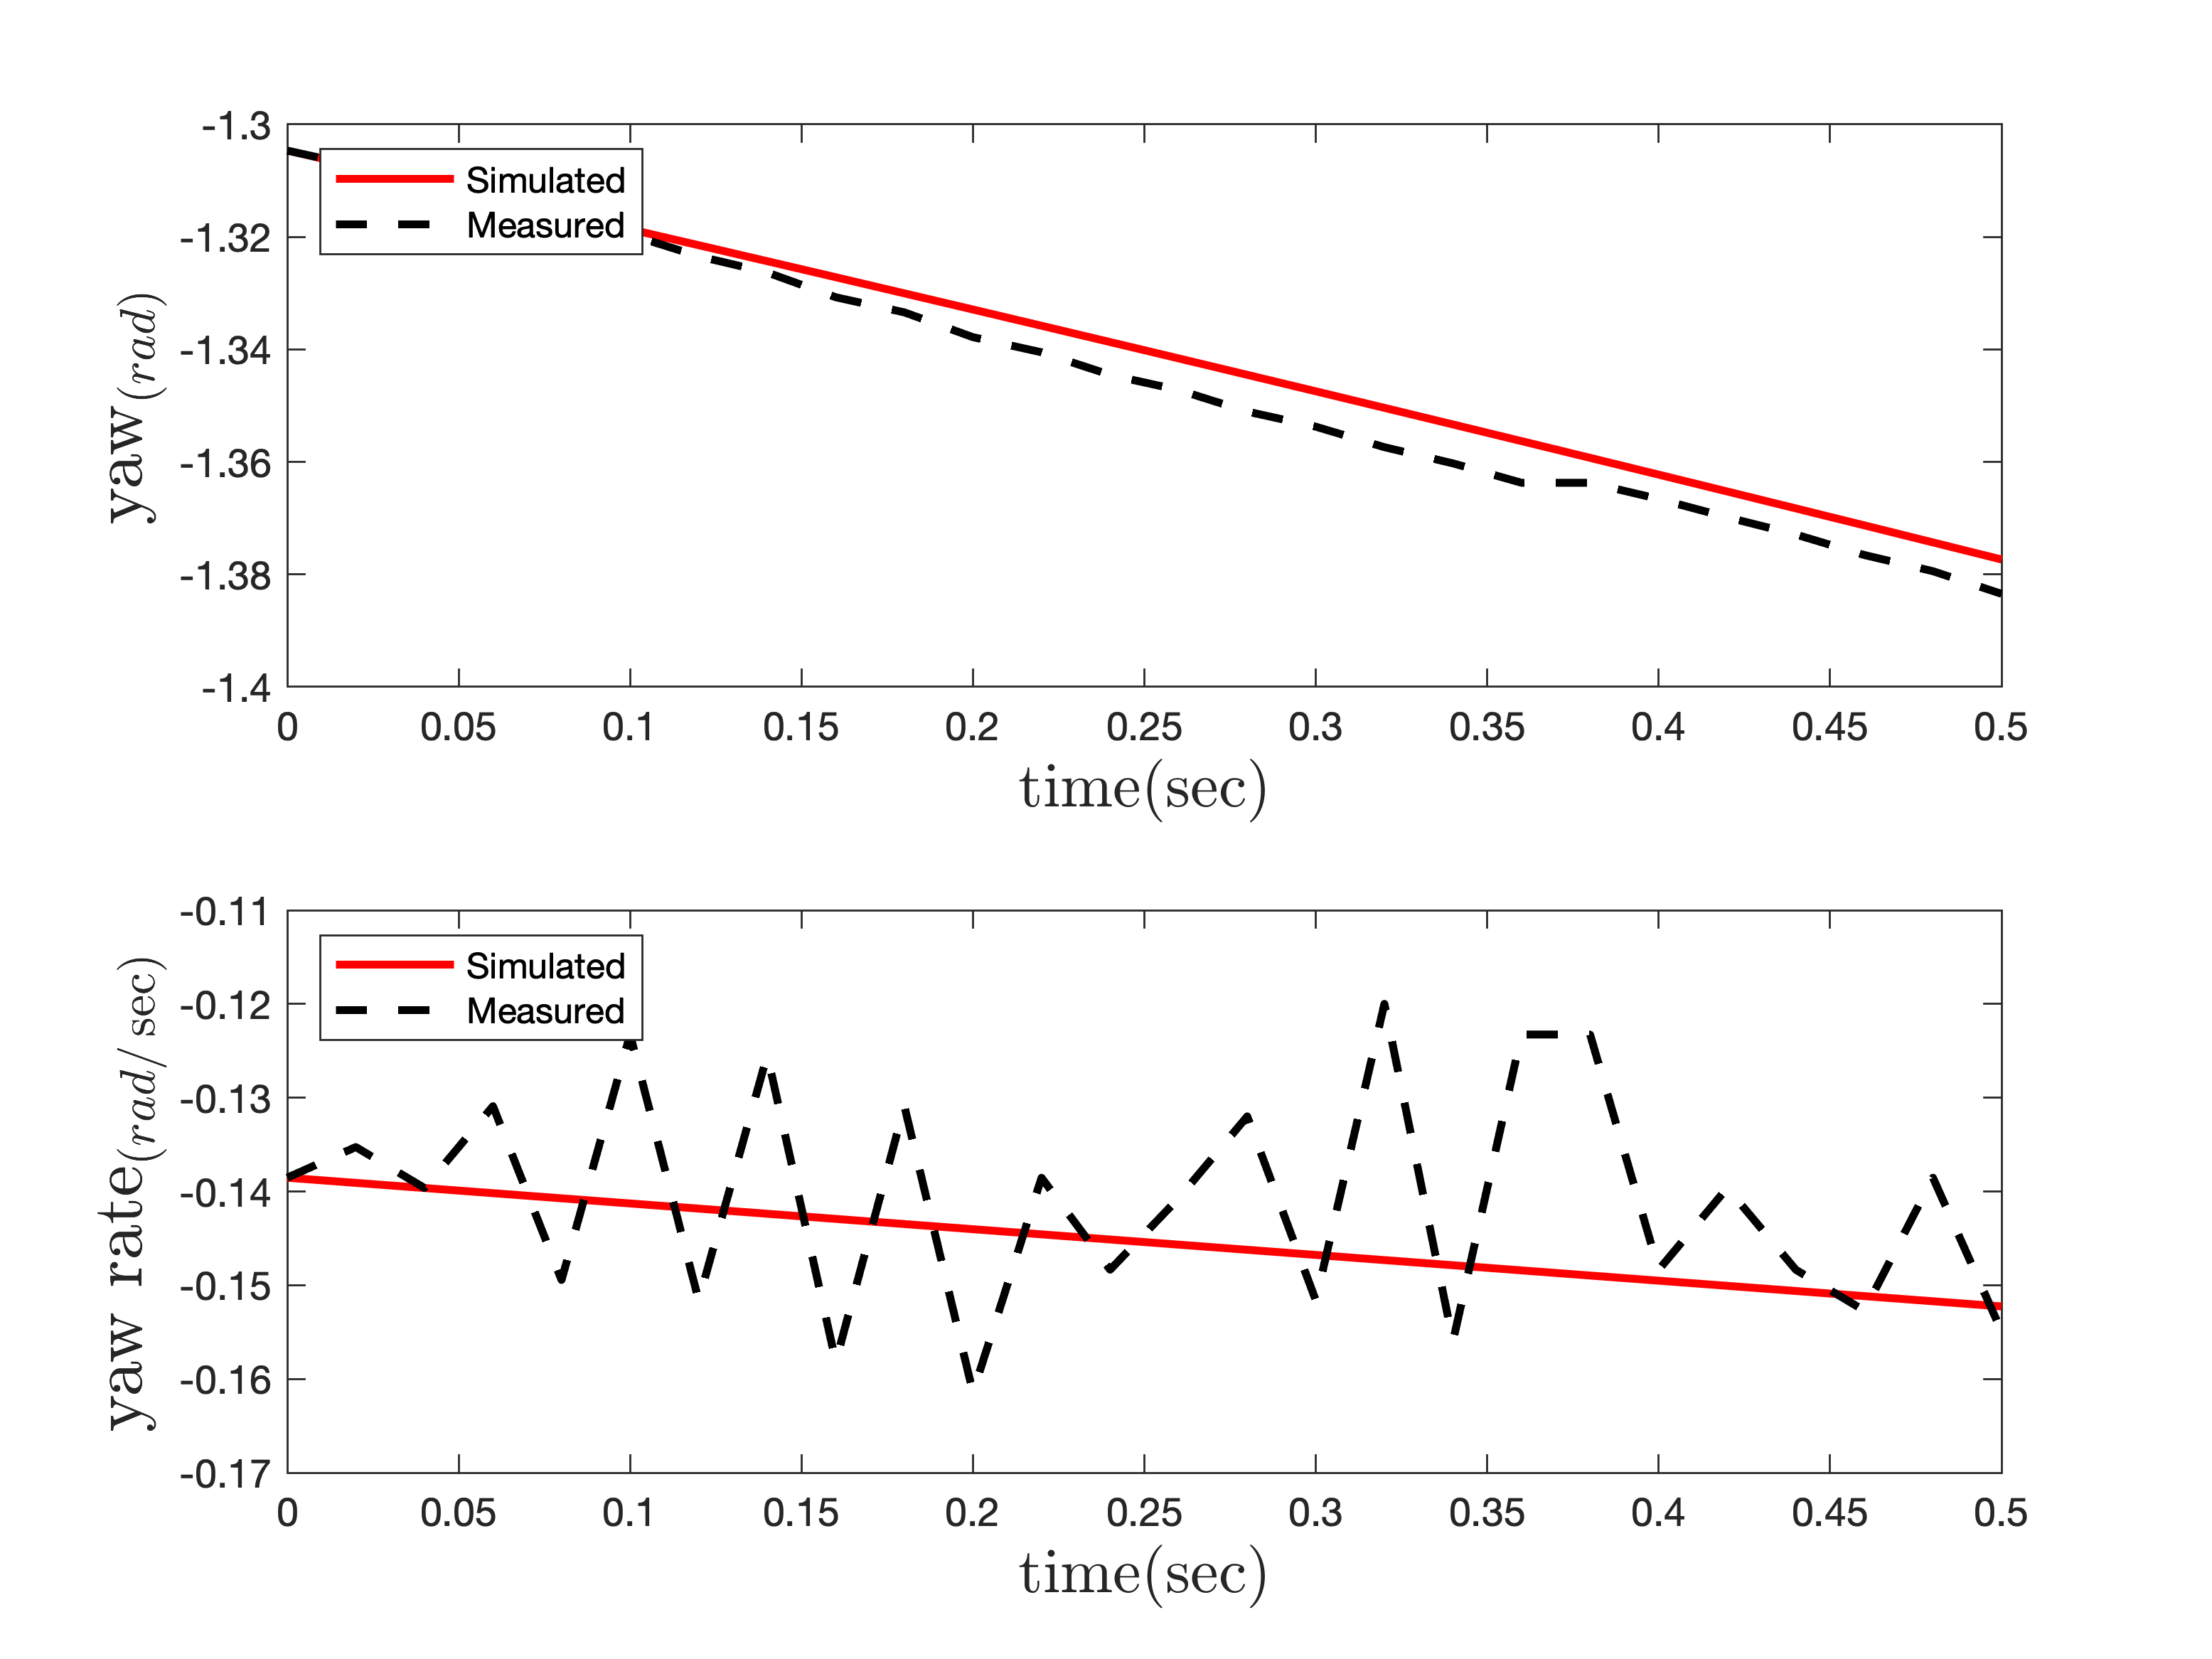 yaw(rad)
-1.3
-1.32
-1.34
-1.36
-1.38
-1.4
Simulated
Measured
0 0.05 0.1 0.15 0.2 0.25 0.3 0.35 0.4 0.45 0.5
time(sec)
yaw rate(rad/ sec)
-0.11
-0.12
-0.13
-0.14
-0.15
-0.16
-0.17
Simulated
Measured
0 0.05 0.1 0.15 0.2 0.25 0.3 0.35 0.4 0.45 0.5
time(sec)